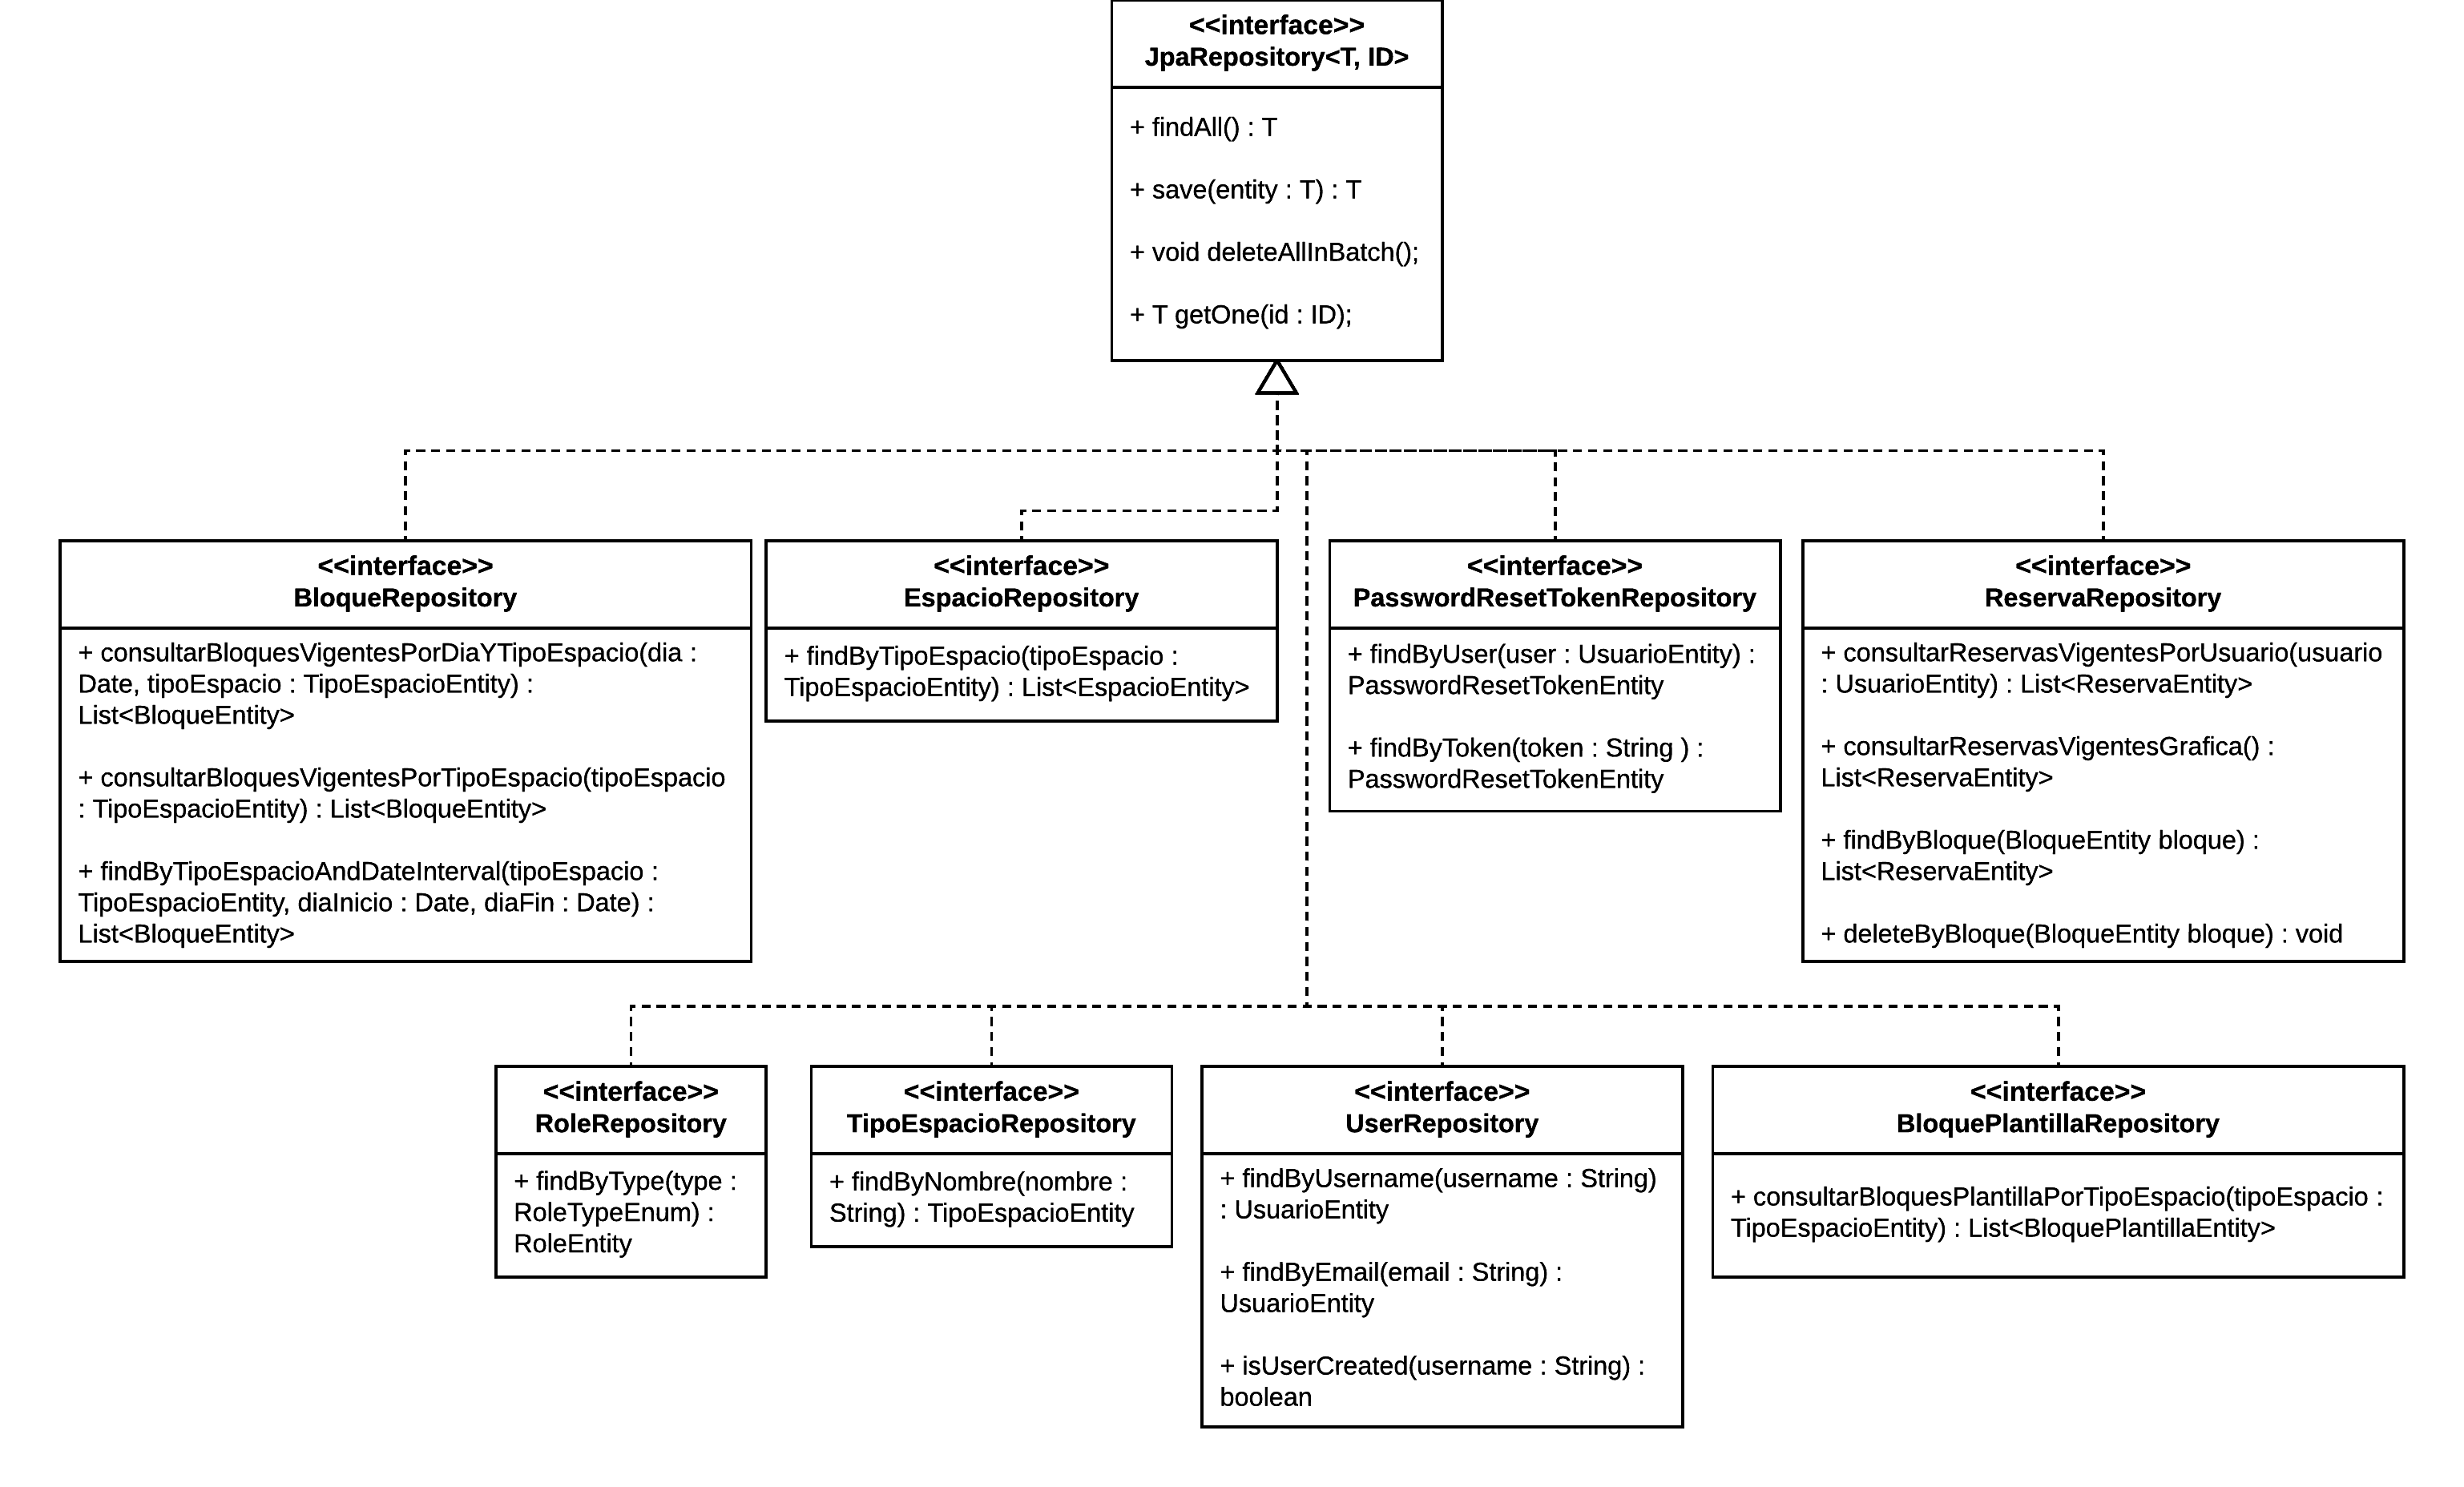 <<interface>>
JpaRepository<T, ID>
+ findAll() : T
+ save(entity : T) : T
+ void deleteAllInBatch();
+ T getOne(id : ID);
<<interface>>
BloqueRepository
+ consultarBloquesVigentesPorDiaYTipoEspacio(dia :
Date, tipoEspacio : TipoEspacioEntity) :
List<BloqueEntity>
+ consultarBloquesVigentesPorTipoEspacio(tipoEspacio
: TipoEspacioEntity) : List<BloqueEntity>
+ findByTipoEspacioAndDateInterval(tipoEspacio :
TipoEspacioEntity, diaInicio : Date, diaFin : Date) :
List<BloqueEntity>
<<interface>>
EspacioRepository
+ findByTipoEspacio(tipoEspacio :
TipoEspacioEntity) : List<EspacioEntity>
<<interface>>
PasswordResetTokenRepository
+ findByUser(user : UsuarioEntity) :
PasswordResetTokenEntity
+ findByToken(token : String ) :
PasswordResetTokenEntity
<<interface>>
ReservaRepository
+ consultarReservasVigentesPorUsuario(usuario
: UsuarioEntity) : List<ReservaEntity>
+ consultarReservasVigentesGrafica() :
List<ReservaEntity>
+ findByBloque(BloqueEntity bloque) :
List<ReservaEntity>
+ deleteByBloque(BloqueEntity bloque) : void
<<interface>>
RoleRepository
+ findByType(type :
RoleTypeEnum) :
RoleEntity
<<interface>>
TipoEspacioRepository
+ findByNombre(nombre :
String) : TipoEspacioEntity
<<interface>>
UserRepository
+ findByUsername(username : String)
: UsuarioEntity
+ findByEmail(email : String) :
UsuarioEntity
+ isUserCreated(username : String) :
boolean
<<interface>>
BloquePlantillaRepository
+ consultarBloquesPlantillaPorTipoEspacio(tipoEspacio :
TipoEspacioEntity) : List<BloquePlantillaEntity>